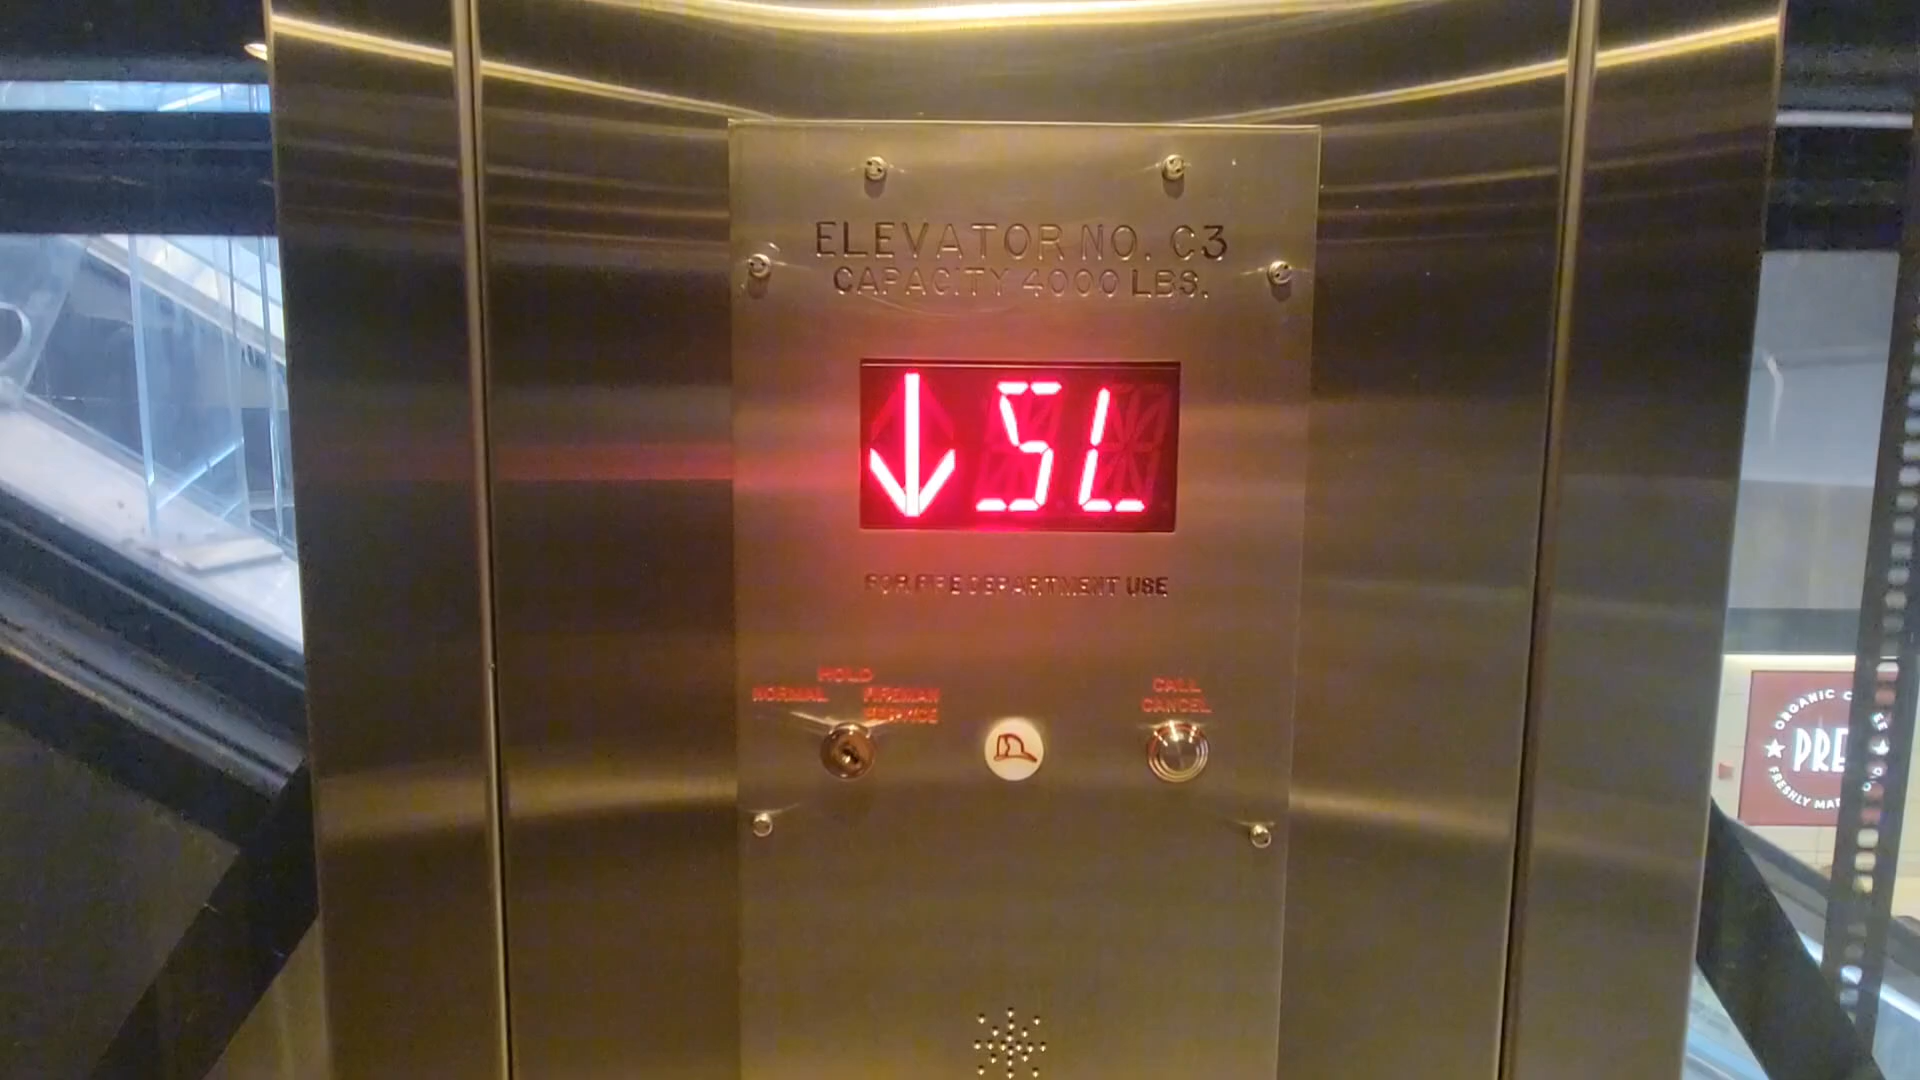 ELEVATOR NO. C3
CAPACITY 4000 LBS.
SL
FOR FIRE DEPARTMENT USE
HOLD
NORMAL FIREMAN
SERVICE
CALL
CANCEL
ORGANIC
PRE
FRESHLY